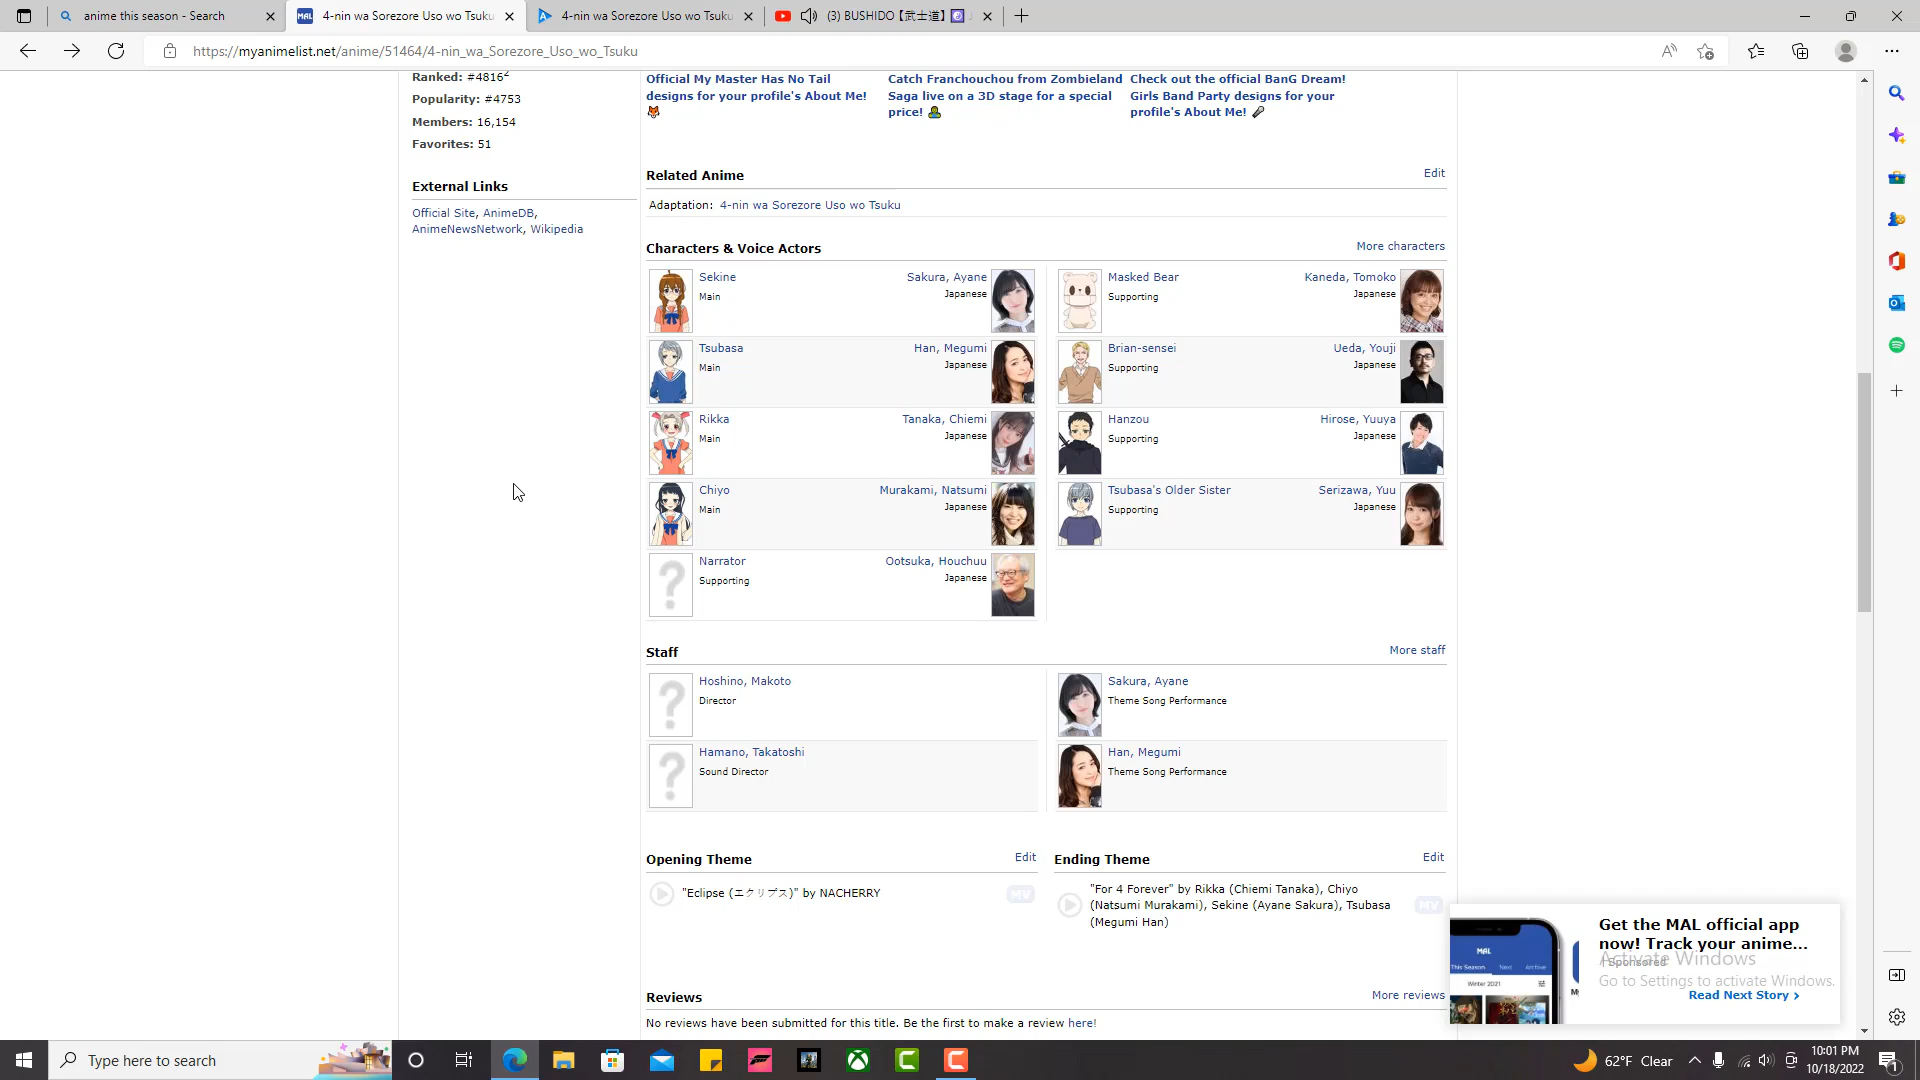 anime this season - Search
4-nin wa Sorezore Uso wo Tsuku
4-nin wa Sorezore Uso wo Tsuku
(3) BUSHIDO【武士道】
https://myanimelist.net/anime/51464/4-nin_wa_Sorezore_Uso_wo_Tsuku
Ranked: #4816²
Popularity: #4753
Members: 16,154
Favorites: 51
External Links
Official Site, AnimeDB,
AnimeNewsNetwork, Wikipedia
Official My Master Has No Tail
designs for your profile's About Me!
🦊
Catch Franchouchou from Zombieland
Saga live on a 3D stage for a special
price! 🧟
Check out the official BanG Dream!
Girls Band Party designs for your
profile's About Me! 🎤
Related Anime
Edit
Adaptation: 4-nin wa Sorezore Uso wo Tsuku
Characters & Voice Actors
More characters
Sekine
Main
Sakura, Ayane
Japanese
Masked Bear
Supporting
Kaneda, Tomoko
Japanese
Tsubasa
Main
Han, Megumi
Japanese
Brian-sensei
Supporting
Ueda, Youji
Japanese
Rikka
Main
Tanaka, Chiemi
Japanese
Hanzou
Supporting
Hirose, Yuuya
Japanese
Chiyo
Main
Murakami, Natsumi
Japanese
Tsubasa's Older Sister
Supporting
Serizawa, Yuu
Japanese
Narrator
Supporting
Ootsuka, Houchuu
Japanese
Staff
More staff
Hoshino, Makoto
Director
Sakura, Ayane
Theme Song Performance
Hamano, Takatoshi
Sound Director
Han, Megumi
Theme Song Performance
Opening Theme
Edit
"Eclipse (エクリプス)" by NACHERRY
MV
Ending Theme
Edit
"For 4 Forever" by Rikka (Chiemi Tanaka), Chiyo
(Natsumi Murakami), Sekine (Ayane Sakura), Tsubasa
(Megumi Han)
MV
Reviews
More reviews
No reviews have been submitted for this title. Be the first to make a review here!
MAL
This Season Next Archive
Winter 2021
Get the MAL official app
now! Track your anime...
Sponsored
Activate Windows
Go to Settings to activate Windows.
Read Next Story
Type here to search
62°F Clear
10:01 PM
10/18/2022
1